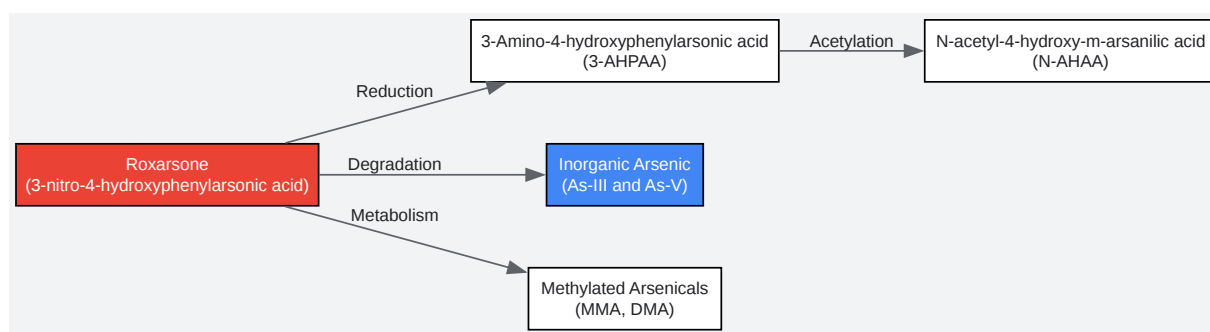 3-Amino-4-hydroxyphenylarsonic acid
(3-AHPAA)
Acetylation
N-acetyl-4-hydroxy-m-arsanilic acid
(N-AHAA)
Reduction
Roxarsone
(3-nitro-4-hydroxyphenylarsonic acid)
Degradation
Inorganic Arsenic
(As-III and As-V)
Metabolism
Methylated Arsenicals
(MMA, DMA)